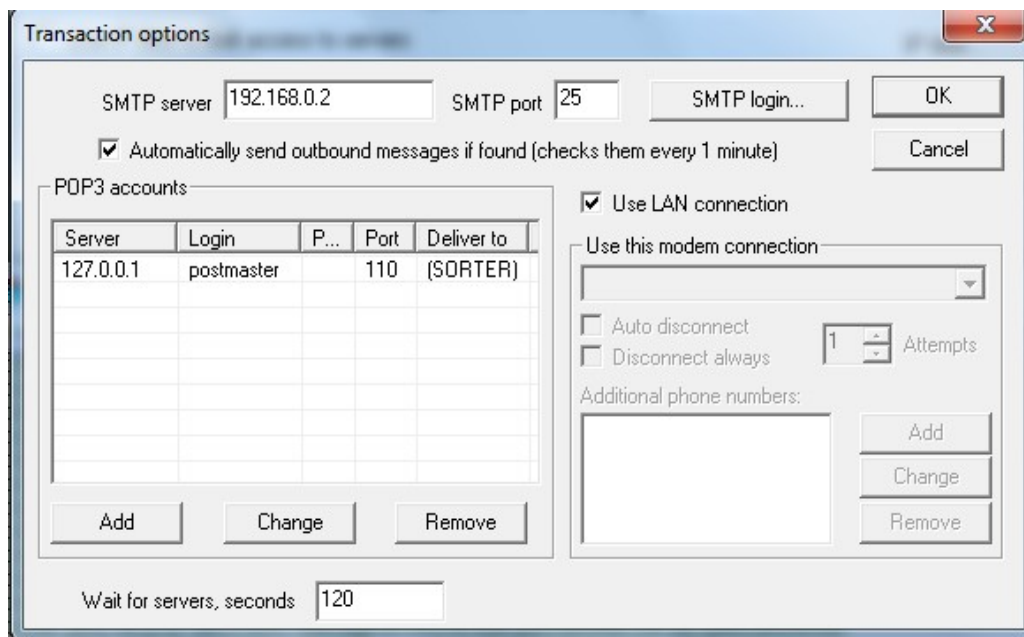 Transaction options
SMTP server 192.168.0.2 SMTP port 25 SMTP login... OK
Automatically send outbound messages if found (checks them every 1 minute) Cancel
POP3 accounts
Server Login P... Port Deliver to
127.0.0.1 postmaster 110 (SORTER)
Add Change Remove
Use LAN connection
Use this modem connection
Auto disconnect
Disconnect always
1 Attempts
Additional phone numbers:
Add
Change
Remove
Wait for servers, seconds 120